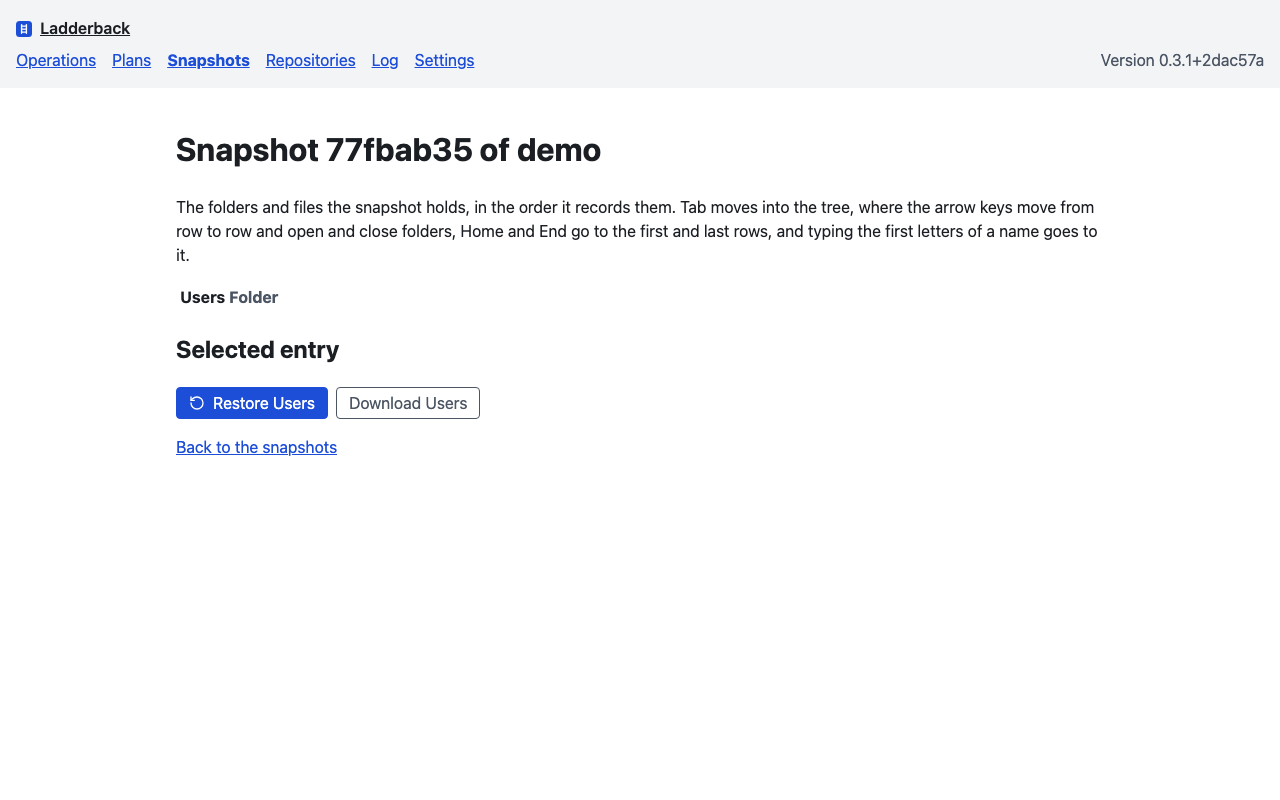 Ladderback
Operations Plans Snapshots Repositories Log Settings Version 0.3.1+2dac57a
Snapshot 77fbab35 of demo
The folders and files the snapshot holds, in the order it records them. Tab moves into the tree, where the arrow keys move from
row to row and open and close folders, Home and End go to the first and last rows, and typing the first letters of a name goes to
it.
Users Folder
Selected entry
Restore Users Download Users
Back to the snapshots